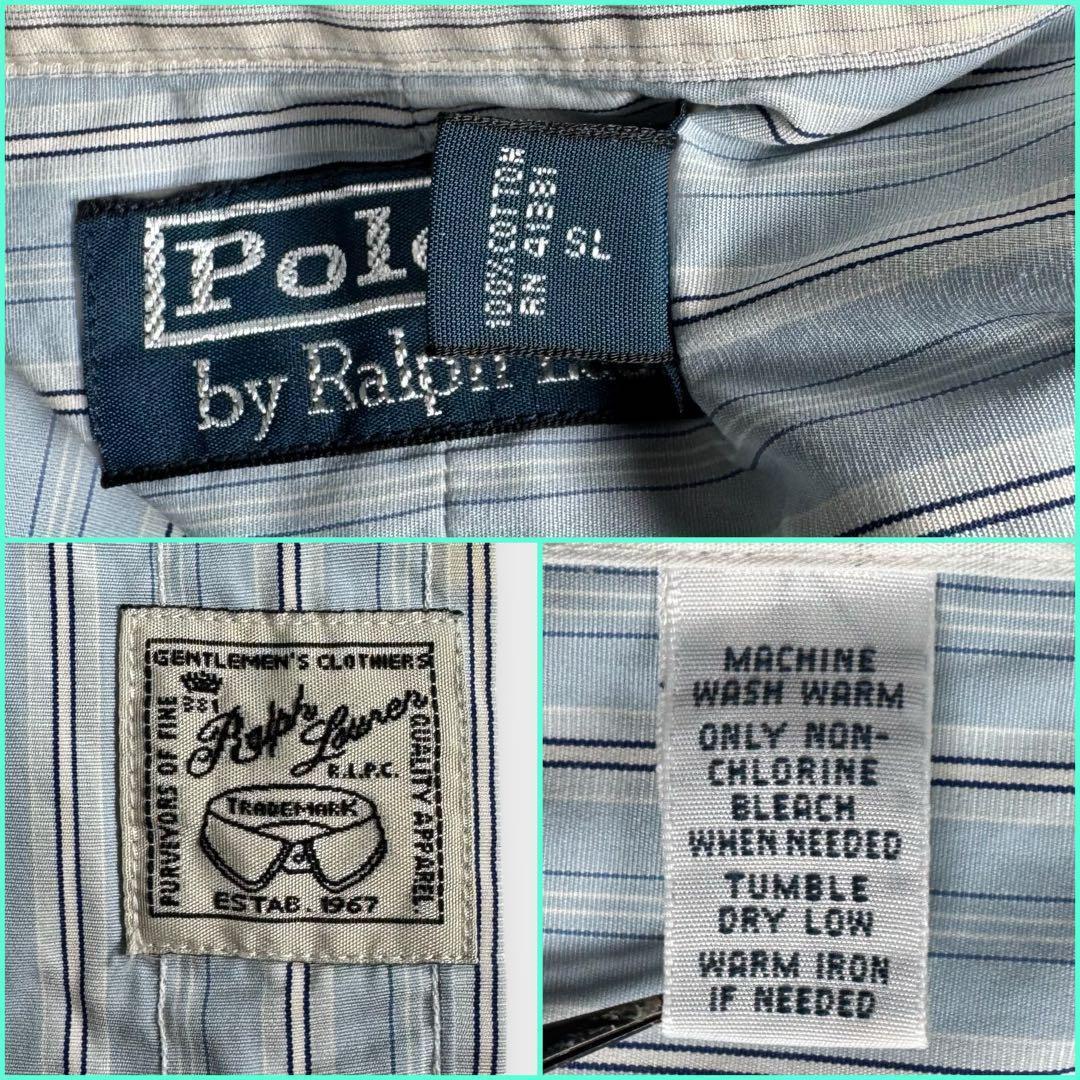 Polo
by Ralph
100% COTTON
RN 41381
SL
GENTLEMEN'S CLOTHIERS
PURVEYORS OF FINE
Ralph Lauren
R.L.P.C.
QUALITY APPAREL.
TRADEMARK
ESTAB. 1967
MACHINE
WASH WARM
ONLY NON-
CHLORINE
BLEACH
WHEN NEEDED
TUMBLE
DRY LOW
WARM IRON
IF NEEDED